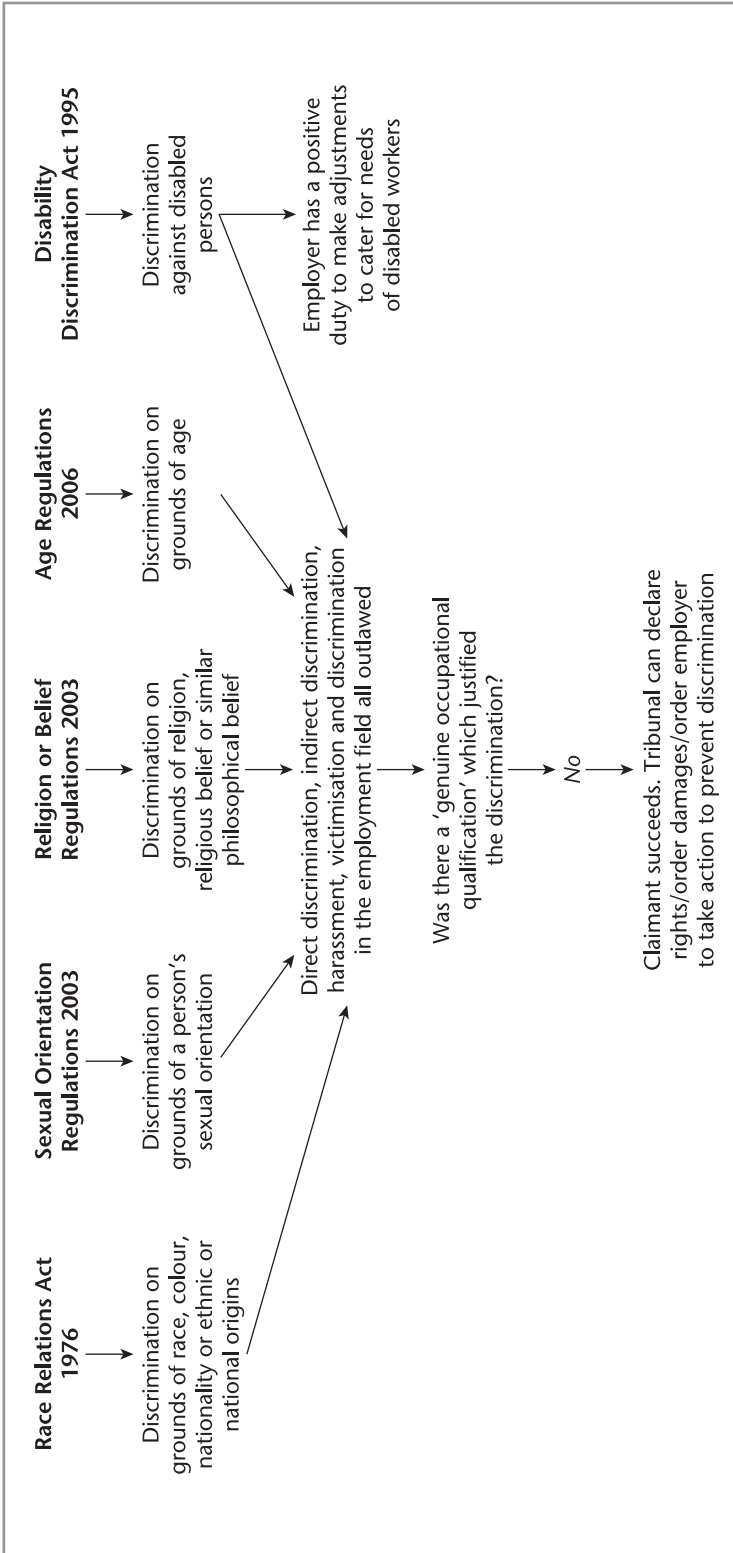 Race Relations Act
1976
Discrimination on
grounds of race, colour,
nationality or ethnic or
national origins
Sexual Orientation
Regulations 2003
Discrimination on
grounds of a person’s
sexual orientation
Religion or Belief
Regulations 2003
Discrimination on
grounds of religion,
religious belief or similar
philosophical belief
Age Regulations
2006
Discrimination on
grounds of age
Disability
Discrimination Act 1995
Discrimination
against disabled
persons
Employer has a positive
duty to make adjustments
to cater for needs
of disabled workers
Direct discrimination, indirect discrimination,
harassment, victimisation and discrimination
in the employment field all outlawed
Was there a ‘genuine occupational
qualification’ which justified
the discrimination?
No
Claimant succeeds. Tribunal can declare
rights/order damages/order employer
to take action to prevent discrimination